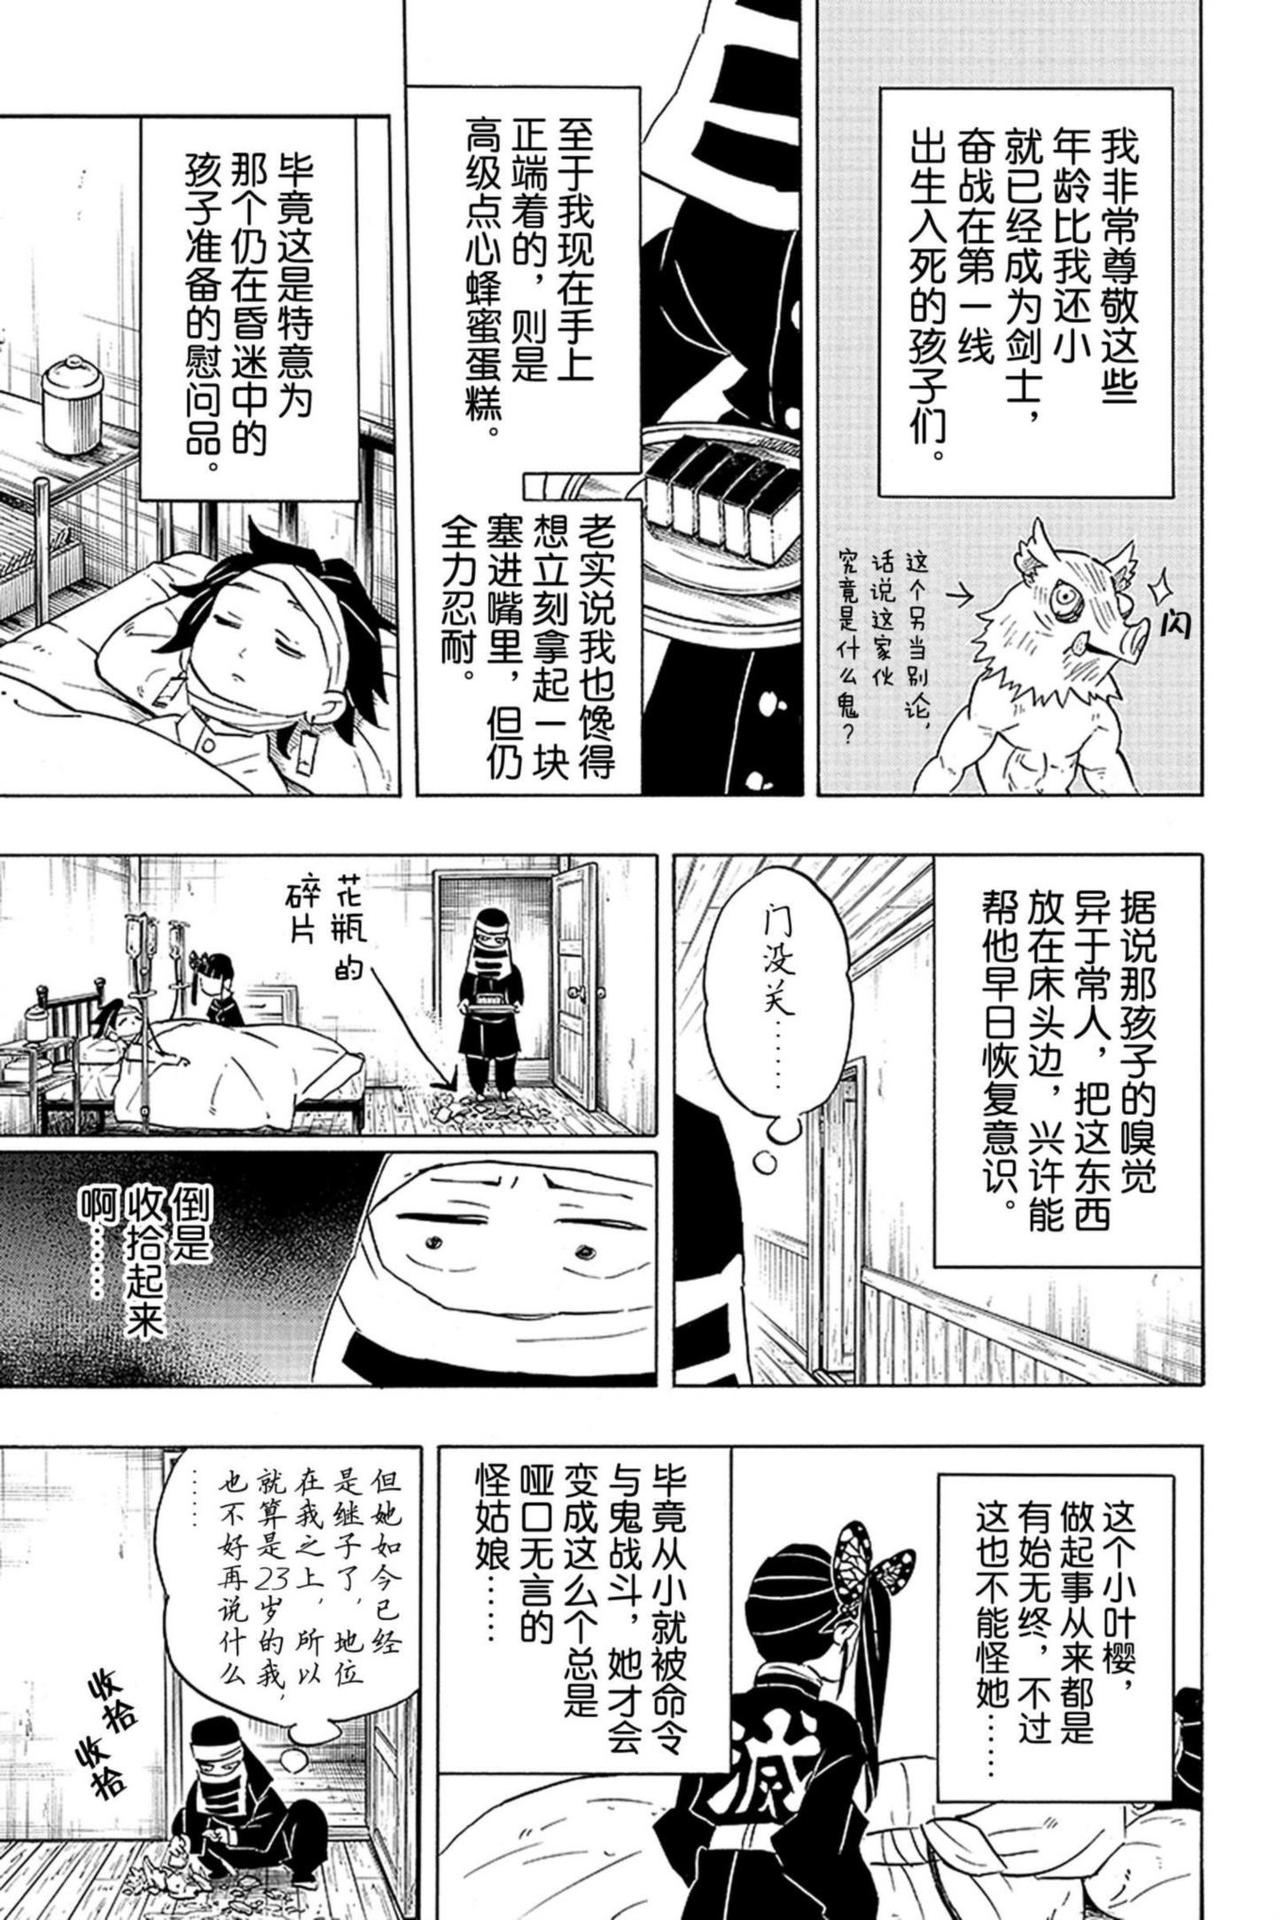 我非常尊敬这些
年龄比我还小
就已经成为剑士，
奋战在第一线
出生入死的孩子们。
闪
这个另当别论，
话说这家伙
究竟是什么鬼？
至于我现在手上
正端着的，则是
高级点心蜂蜜蛋糕。
老实说我也馋得
想立刻拿起一块
塞进嘴里，但仍
全力忍耐。
毕竟这是特意为
那个仍在昏迷中的
孩子准备的慰问品。
据说那孩子的嗅觉
异于常人，把这东西
放在床头边，兴许能
帮他早日恢复意识。
门没关……
花瓶的
碎片
倒是
收拾起来
啊……
这个小叶樱，
做起事从来都是
有始无终，不过
这也不能怪她……
毕竟从小就被命令
与鬼战斗，她才会
变成这么个总是
哑口无言的
怪姑娘……
滅
但她如今已经
是继子了，地位
在我之上，所以
就算是23岁的我，
也不好再说什么
……
收拾
收拾